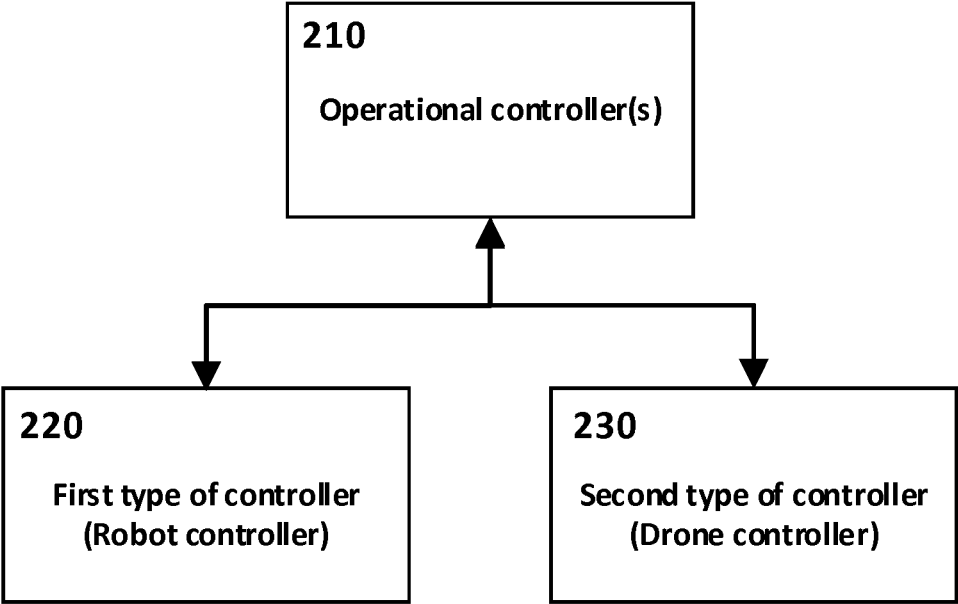 210
Operational controller(s)
220
First type of controller
(Robot controller)
230
Second type of controller
(Drone controller)